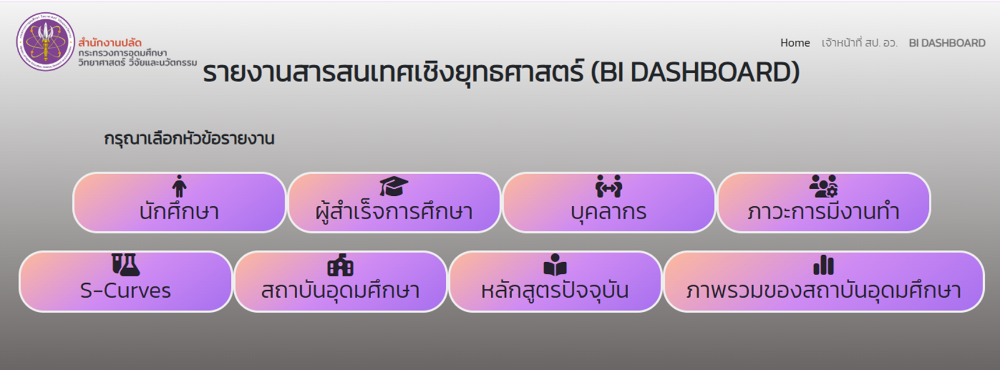 สำนักงานปลัด
กระทรวงการอุดมศึกษา
วิทยาศาสตร์ วิจัยและนวัตกรรม
Home เจ้าหน้าที่ สป. อว. BI DASHBOARD
รายงานสารสนเทศเชิงยุทธศาสตร์ (BI DASHBOARD)
กรุณาเลือกหัวข้อรายงาน
นักศึกษา
ผู้สำเร็จการศึกษา
บุคลากร
ภาวะการมีงานทำ
S-Curves
สถาบันอุดมศึกษา
หลักสูตรปัจจุบัน
ภาพรวมของสถาบันอุดมศึกษา